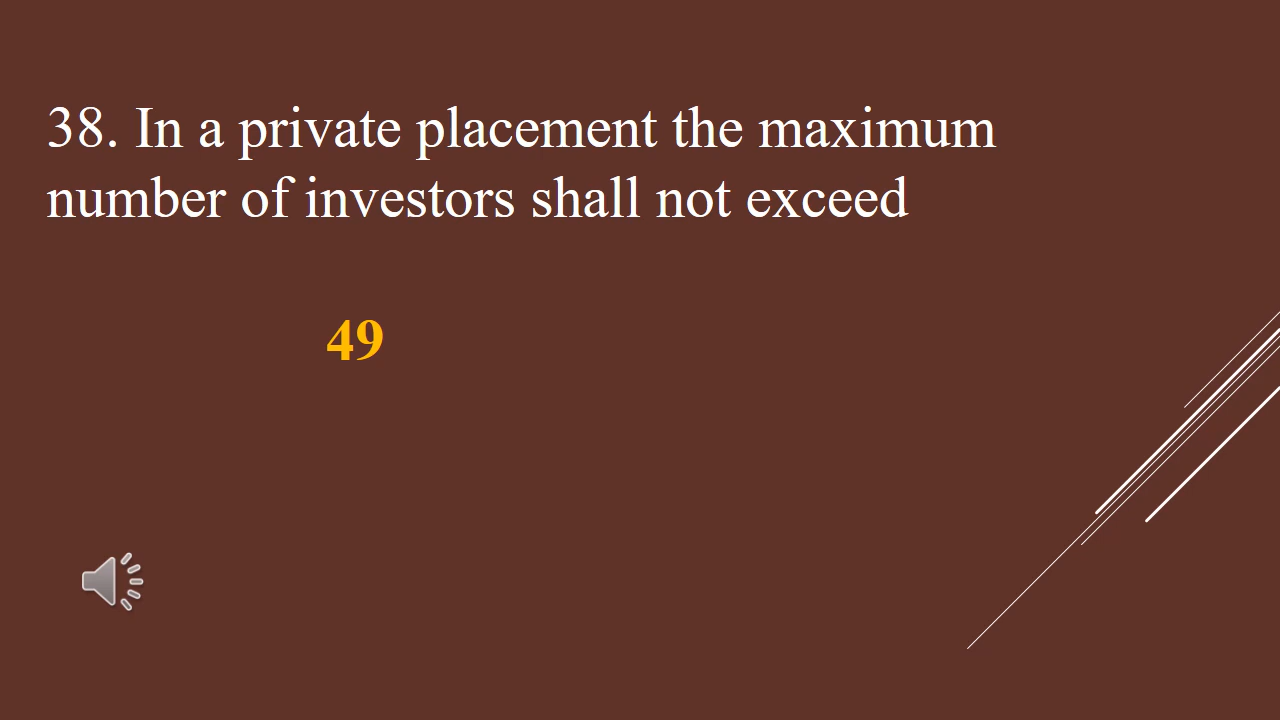 38. In a private placement the maximum
number of investors shall not exceed
49